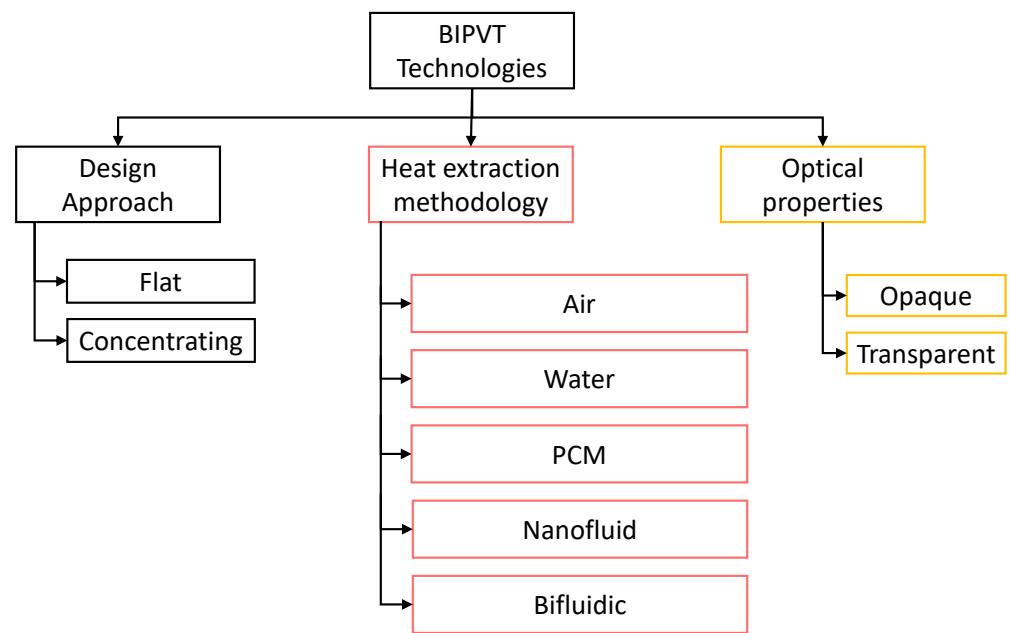 BIPVT
Technologies
Design
Approach
Flat
Concentrating
Heat extraction
methodology
Air
Water
PCM
Nanofluid
Bifluidic
Optical
properties
Opaque
Transparent